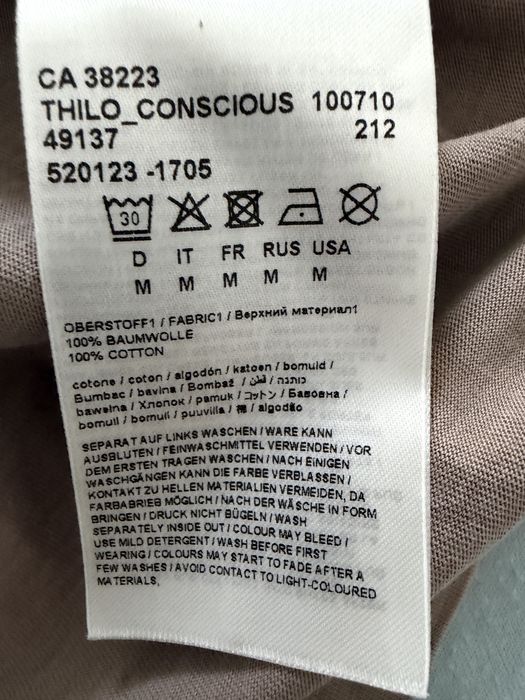 CA 38223
THILO_CONSCIOUS 100710
49137 212
520123 -1705
30
D IT FR RUS USA
M M M M M
OBERSTOFF1 / FABRIC1 / Верхний материал1
100% BAUMWOLLE
100% COTTON
cotone / coton / algodón / katoen / bomuld /
Bumbac / bavlna / Bombaž / قطن / כותנה /
bawełna / Хлопок / pamuk / コットン / Бавовна /
bomull / bomull / puuvilla / 棉 / algodão
SEPARAT AUF LINKS WASCHEN / WARE KANN
AUSBLUTEN / FEINWASCHMITTEL VERWENDEN / VOR
DEM ERSTEN TRAGEN WASCHEN / NACH EINIGEN
WASCHGÄNGEN KANN DIE FARBE VERBLASSEN /
KONTAKT ZU HELLEN MATERIALIEN VERMEIDEN, DA
FARBABRIEB MÖGLICH / NACH DER WÄSCHE IN FORM
BRINGEN / DRUCK NICHT BÜGELN / WASH
SEPARATELY INSIDE OUT / COLOUR MAY BLEED /
USE MILD DETERGENT / WASH BEFORE FIRST
WEARING / COLOURS MAY START TO FADE AFTER A
FEW WASHES / AVOID CONTACT TO LIGHT-COLOURED
MATERIALS.